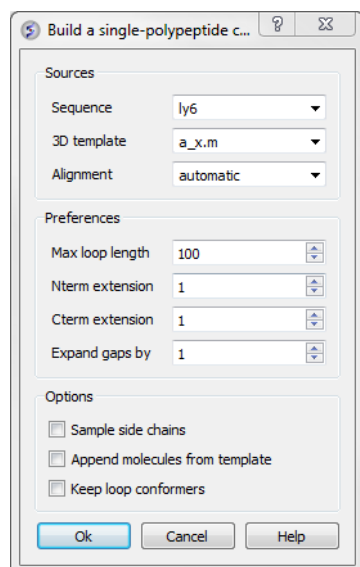 Build a single-polypeptide c...
Sources
Sequence ly6
3D template a_x.m
Alignment automatic
Preferences
Max loop length 100
Nterm extension 1
Cterm extension 1
Expand gaps by 1
Options
Sample side chains
Append molecules from template
Keep loop conformers
Ok Cancel Help